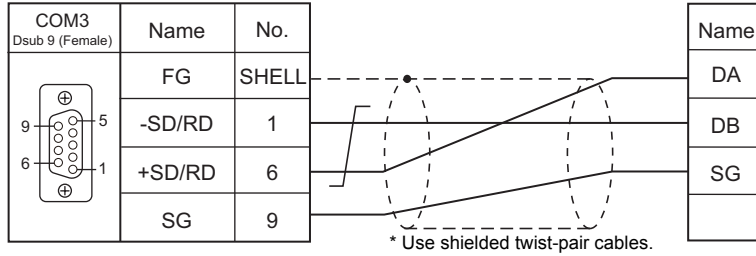 COM3
Dsub 9 (Female)
Name
No.
Name
FG
SHELL
DA
-SD/RD
1
DB
+SD/RD
6
SG
SG
9
9
5
6
1
* Use shielded twist-pair cables.